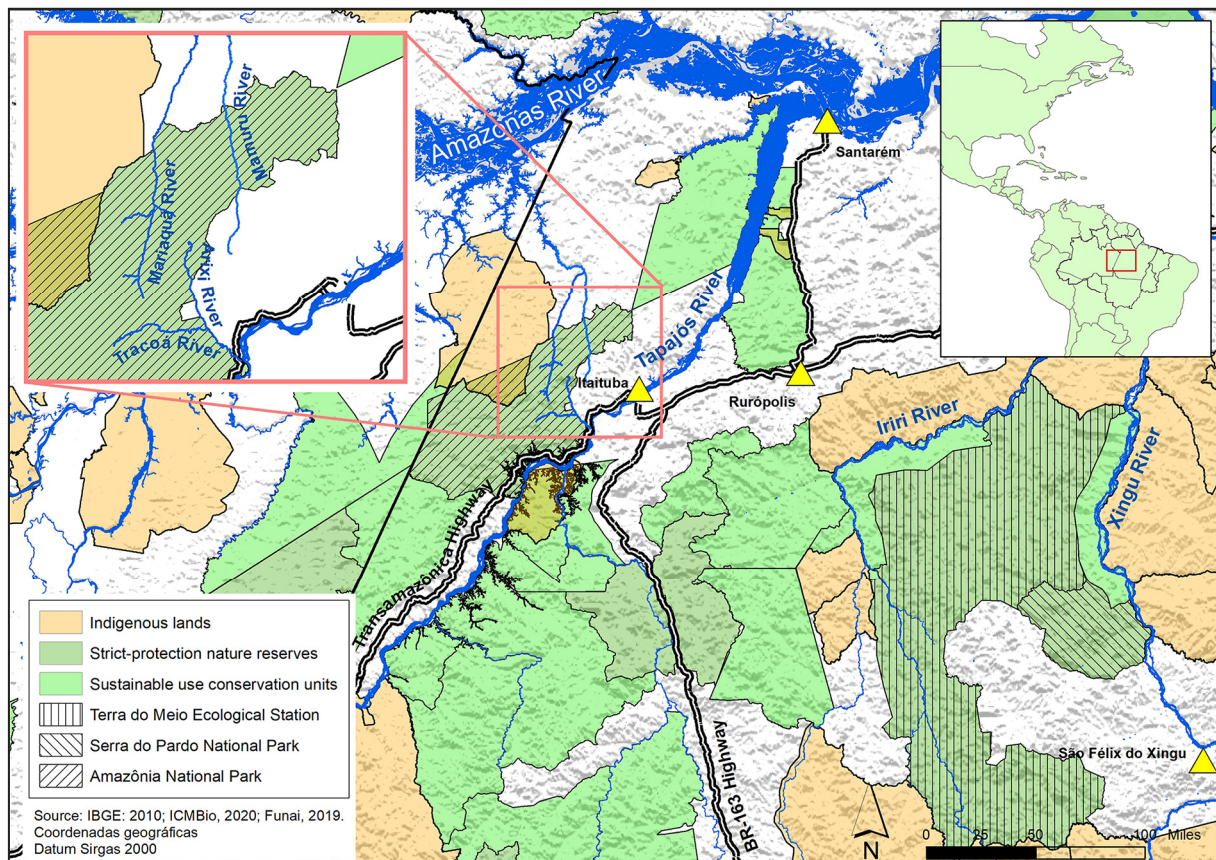 Mamuru River
Mariaquã River
Arixi River
Tracoá River
Amazonas River
Santarém
Tapajós River
Itaituba
Rurópolis
Iriri River
Xingu River
Transamazônica Highway
BR-163 Highway
São Félix do Xingu
Indigenous lands
Strict-protection nature reserves
Sustainable use conservation units
Terra do Meio Ecological Station
Serra do Pardo National Park
Amazônia National Park
Source: IBGE: 2010; ICMBio, 2020; Funai, 2019.
Coordenadas geográficas
Datum Sirgas 2000
N
0 25 50 100 Miles